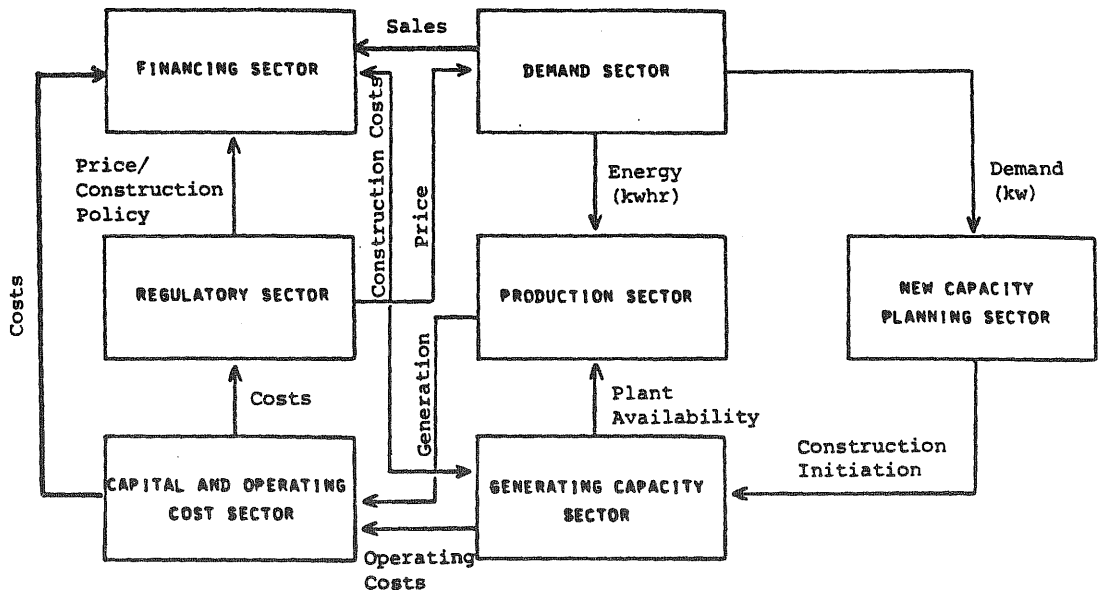 Sales
FINANCING SECTOR
DEMAND SECTOR
Price/
Construction
Policy
Construction Costs
Price
Energy
(kwhr)
Demand
(kw)
Costs
REGULATORY SECTOR
PRODUCTION SECTOR
NEW CAPACITY
PLANNING SECTOR
Costs
Generation
Plant
Availability
Construction
Initiation
CAPITAL AND OPERATING
COST SECTOR
GENERATING CAPACITY
SECTOR
Operating
Costs